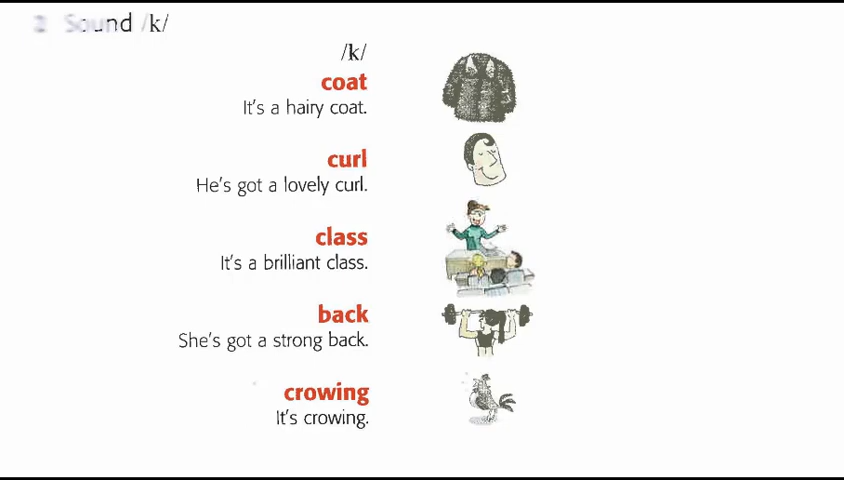 2 Sound /k/
/k/
coat
It's a hairy coat.
curl
He's got a lovely curl.
class
It's a brilliant class.
back
She's got a strong back.
crowing
It's crowing.